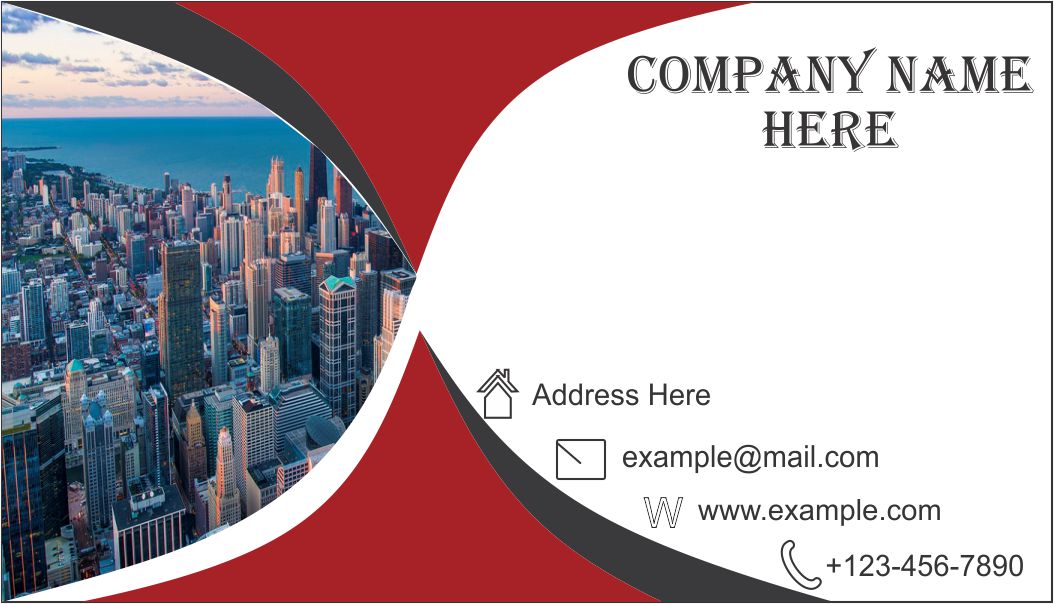 COMPANY NAME
HERE
Address Here
example@mail.com
W www.example.com
+123-456-7890